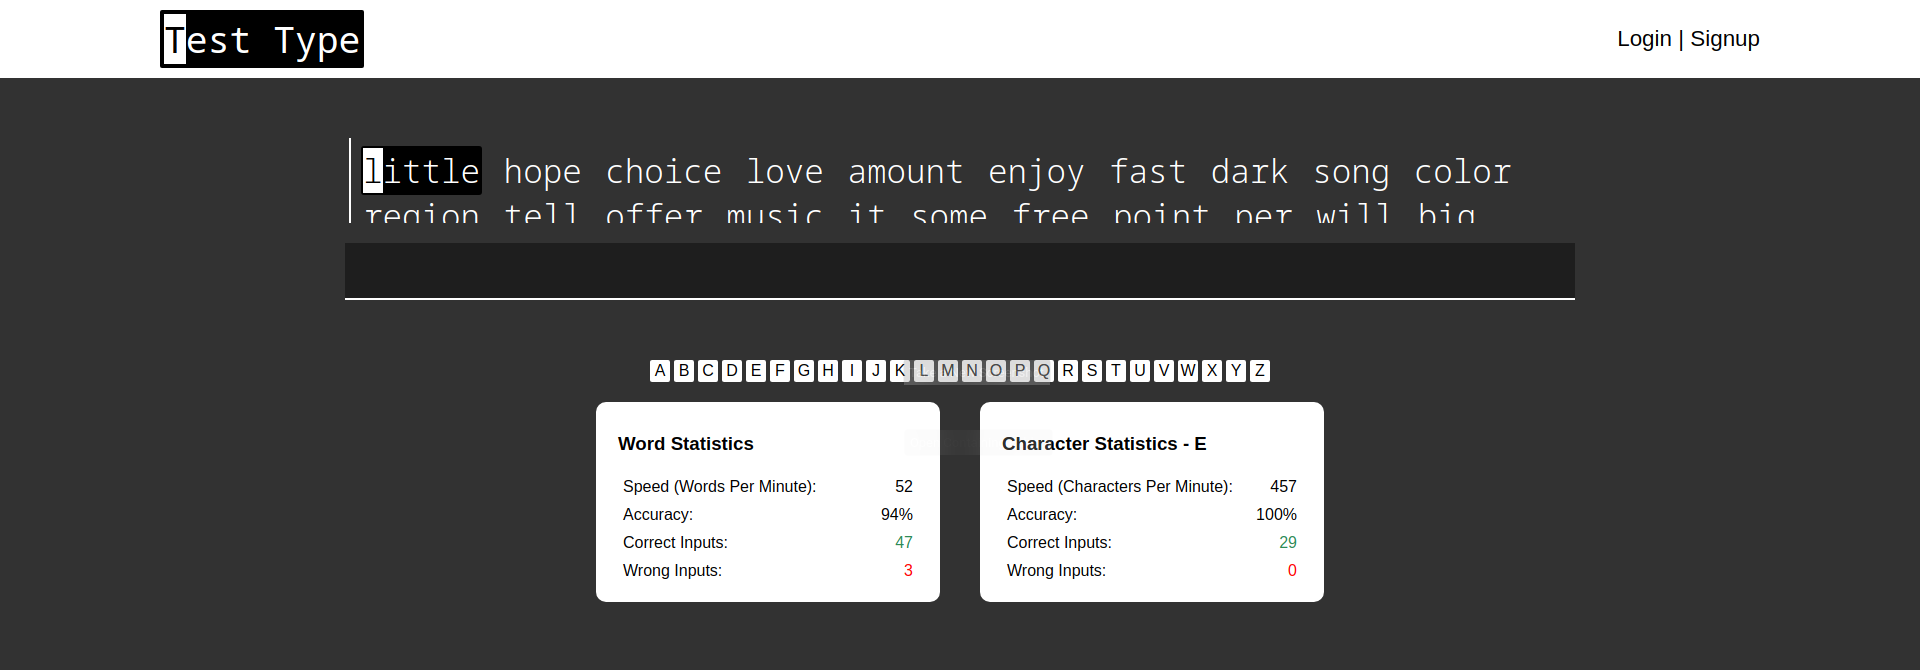 Test Type
Login | Signup
little hope choice love amount enjoy fast dark song color
region tell offer music it some free point per will big
A B C D E F G H I J K L M N O P Q R S T U V W X Y Z
Word Statistics
Speed (Words Per Minute): 52
Accuracy: 94%
Correct Inputs: 47
Wrong Inputs: 3
Character Statistics - E
Speed (Characters Per Minute): 457
Accuracy: 100%
Correct Inputs: 29
Wrong Inputs: 0